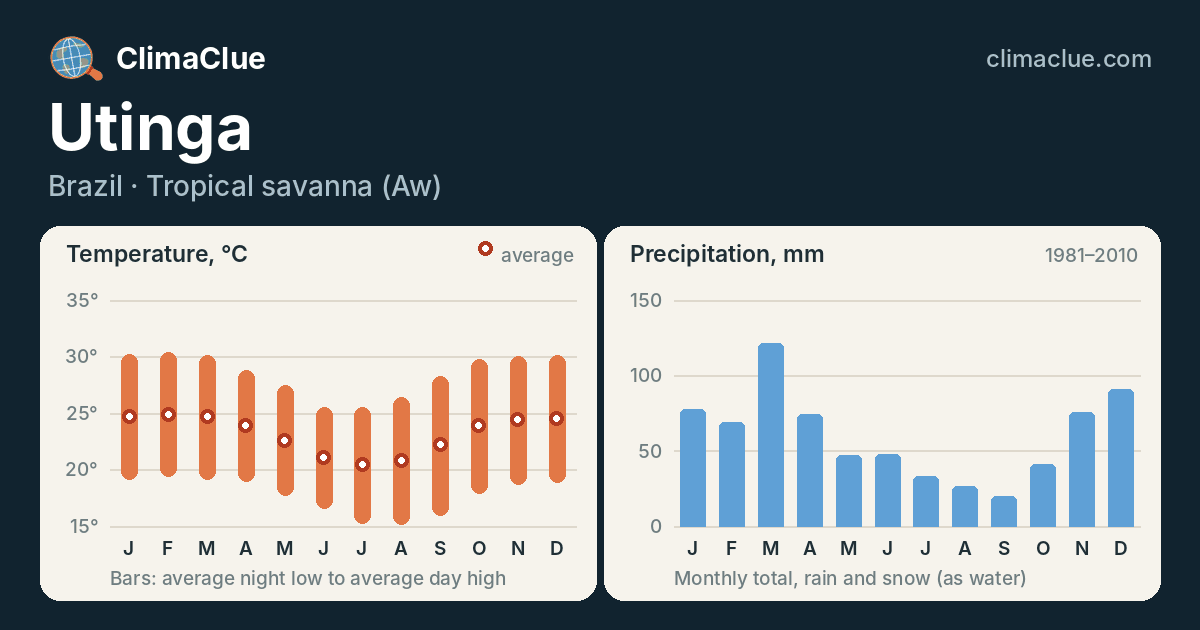 ClimaClue
climaclue.com
Utinga
Brazil · Tropical savanna (Aw)
Temperature, °C
average
35°
30°
25°
20°
15°
J F M A M J J A S O N D
Bars: average night low to average day high
Precipitation, mm
1981–2010
150
100
50
0
J F M A M J J A S O N D
Monthly total, rain and snow (as water)